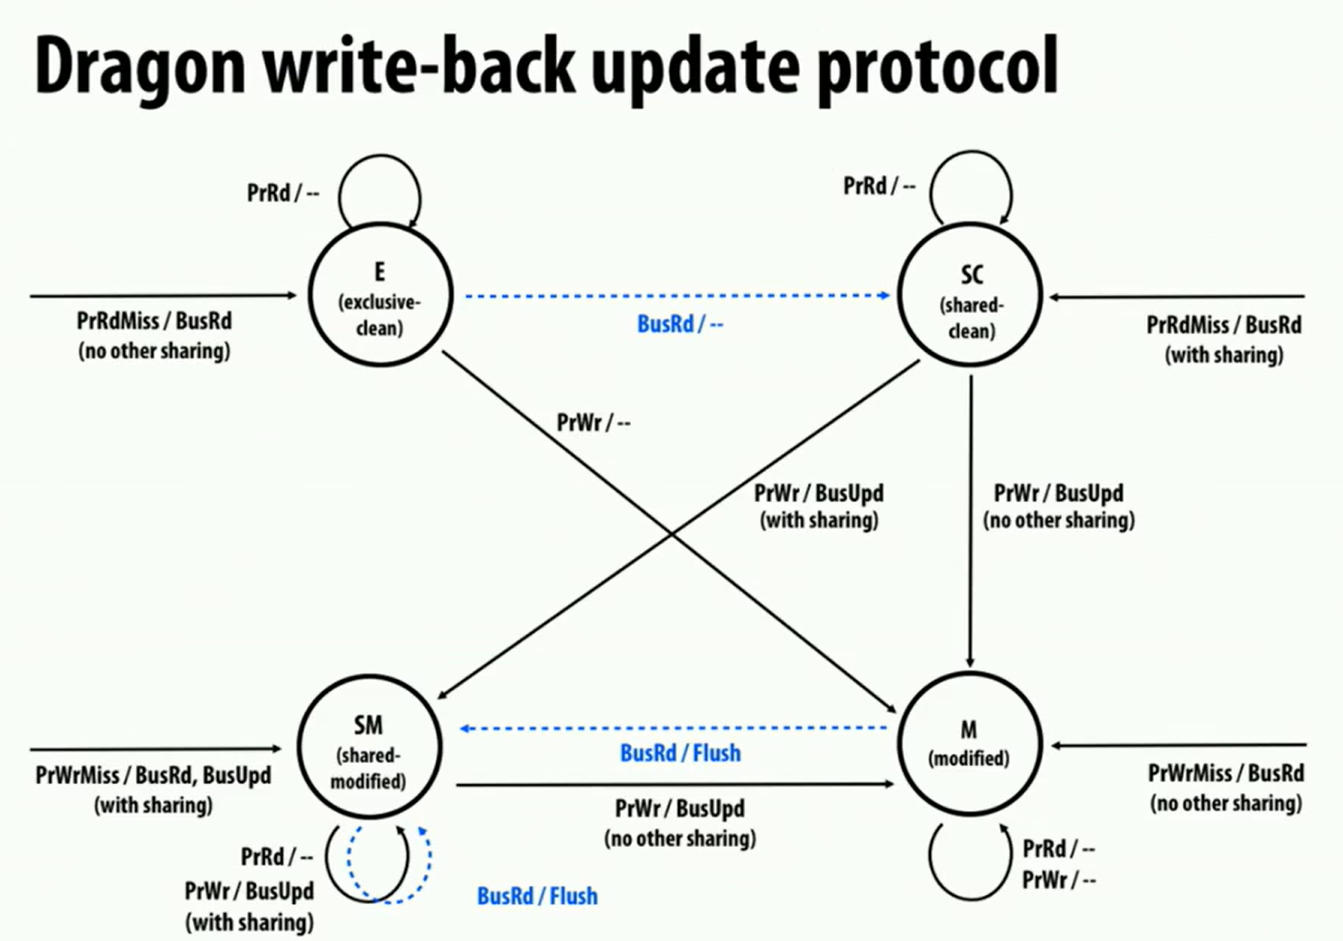 Dragon write-back update protocol
PrRd / --
PrRd / --
E
(exclusive-
clean)
SC
(shared-
clean)
PrRdMiss / BusRd
(no other sharing)
BusRd / --
PrRdMiss / BusRd
(with sharing)
PrWr / --
PrWr / BusUpd
(with sharing)
PrWr / BusUpd
(no other sharing)
SM
(shared-
modified)
M
(modified)
PrWrMiss / BusRd, BusUpd
(with sharing)
BusRd / Flush
PrWr / BusUpd
(no other sharing)
PrWrMiss / BusRd
(no other sharing)
PrRd / --
PrWr / BusUpd
(with sharing)
BusRd / Flush
PrRd / --
PrWr / --